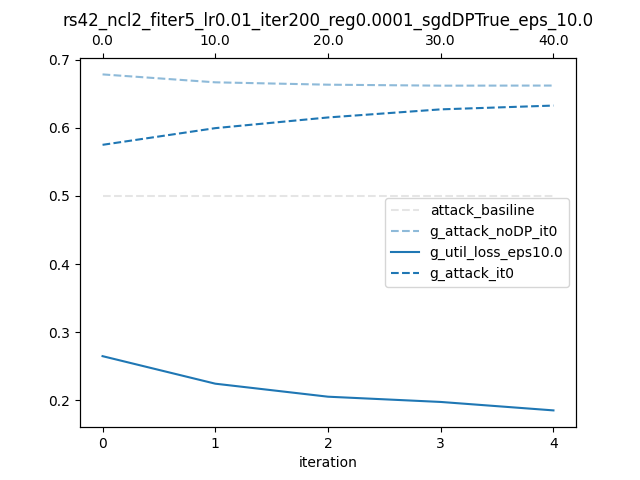 rs42_ncl2_fiter5_lr0.01_iter200_reg0.0001_sgdDPTrue_eps_10.0
0.0 10.0 20.0 30.0 40.0
0.7
0.6
0.5
0.4
0.3
0.2
attack_basiline
g_attack_noDP_it0
g_util_loss_eps10.0
g_attack_it0
0 1 2 3 4
iteration